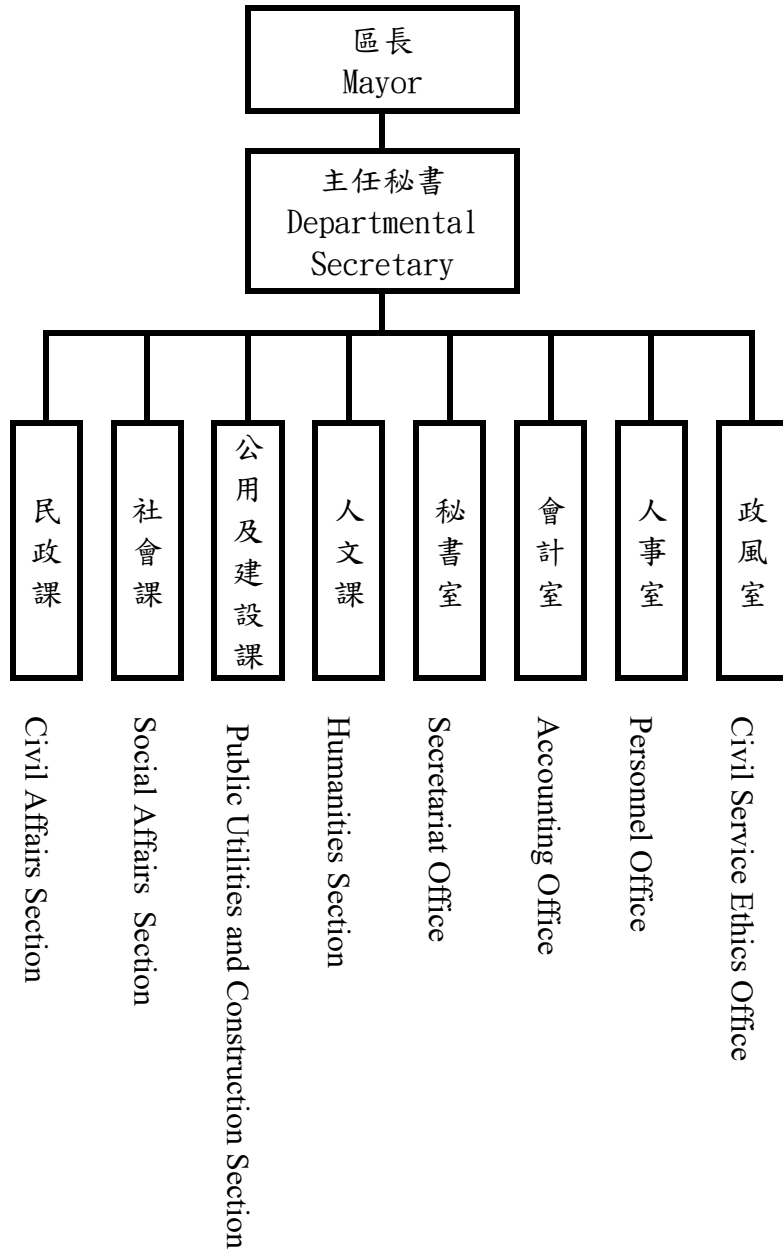 區長
Mayor
主任秘書
Departmental
Secretary
民政課
社會課
公用及建設課
人文課
秘書室
會計室
人事室
政風室
Civil Affairs Section
Social Affairs Section
Public Utilities and Construction Section
Humanities Section
Secretariat Office
Accounting Office
Personnel Office
Civil Service Ethics Office